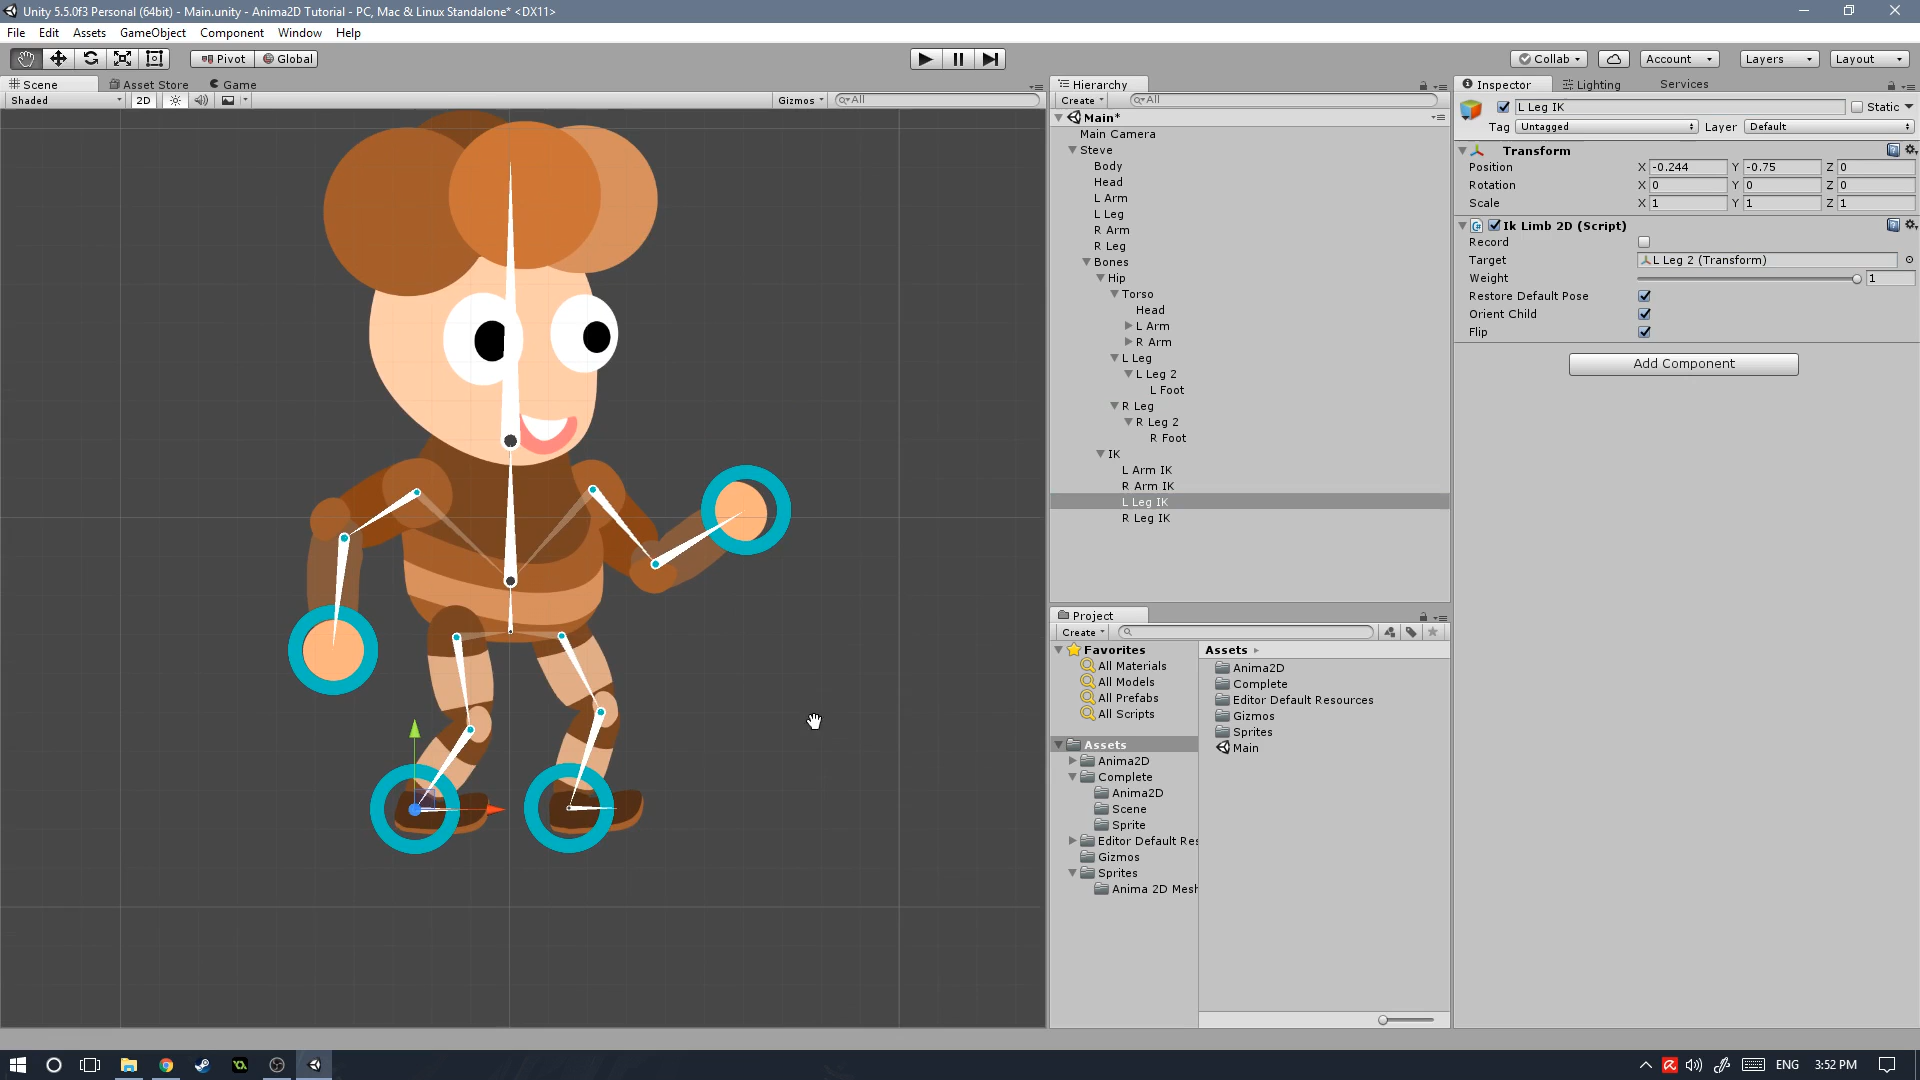 Unity 5.5.0f3 Personal (64bit) - Main.unity - Anima2D Tutorial - PC, Mac & Linux Standalone* <DX11>
File Edit Assets GameObject Component Window Help
Pivot Global Collab Account Layers Layout
Scene Asset Store Game
Shaded 2D Gizmos All
Hierarchy
Create All
Main*
Main Camera
Steve
Body
Head
L Arm
L Leg
R Arm
R Leg
Bones
Hip
Torso
Head
L Arm
R Arm
L Leg
L Leg 2
L Foot
R Leg
R Leg 2
R Foot
IK
L Arm IK
R Arm IK
L Leg IK
R Leg IK
Project
Create
Favorites
All Materials
All Models
All Prefabs
All Scripts
Assets
Anima2D
Complete
Anima2D
Scene
Sprite
Editor Default Res
Gizmos
Sprites
Anima 2D Mesh
Assets
Anima2D
Complete
Editor Default Resources
Gizmos
Sprites
Main
Inspector Lighting Services
L Leg IK Static
Tag Untagged Layer Default
Transform
Position X -0.244 Y -0.75 Z 0
Rotation X 0 Y 0 Z 0
Scale X 1 Y 1 Z 1
Ik Limb 2D (Script)
Record
Target L Leg 2 (Transform)
Weight 1
Restore Default Pose
Orient Child
Flip
Add Component
ENG 3:52 PM